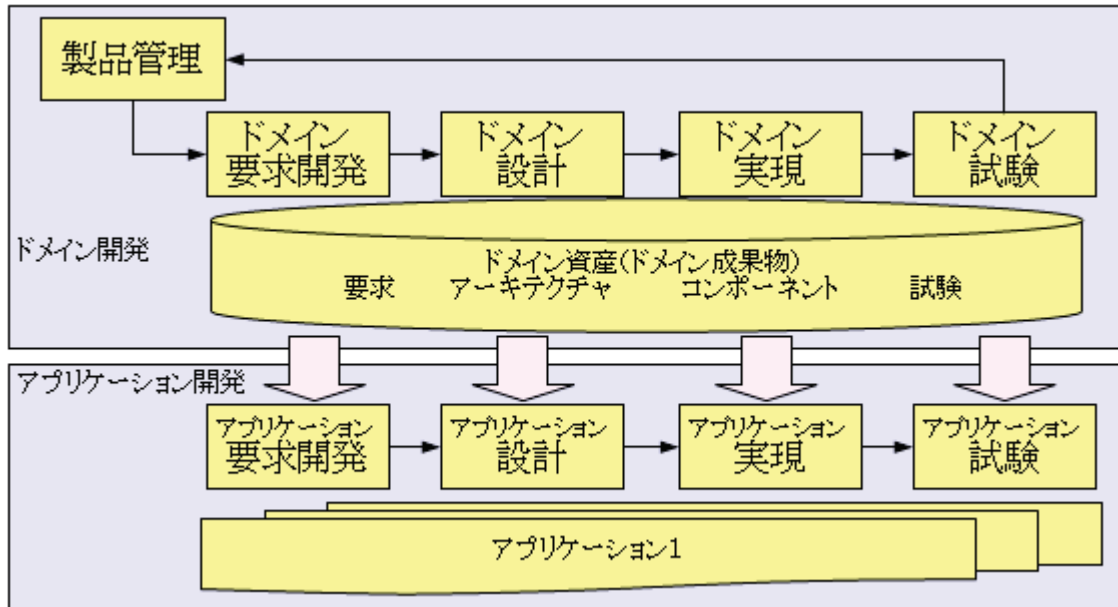 製品管理
ドメイン
要求開発
ドメイン
設計
ドメイン
実現
ドメイン
試験
ドメイン開発
ドメイン資産(ドメイン成果物)
要求 アーキテクチャ コンポーネント 試験
アプリケーション開発
アプリケーション
要求開発
アプリケーション
設計
アプリケーション
実現
アプリケーション
試験
アプリケーション1